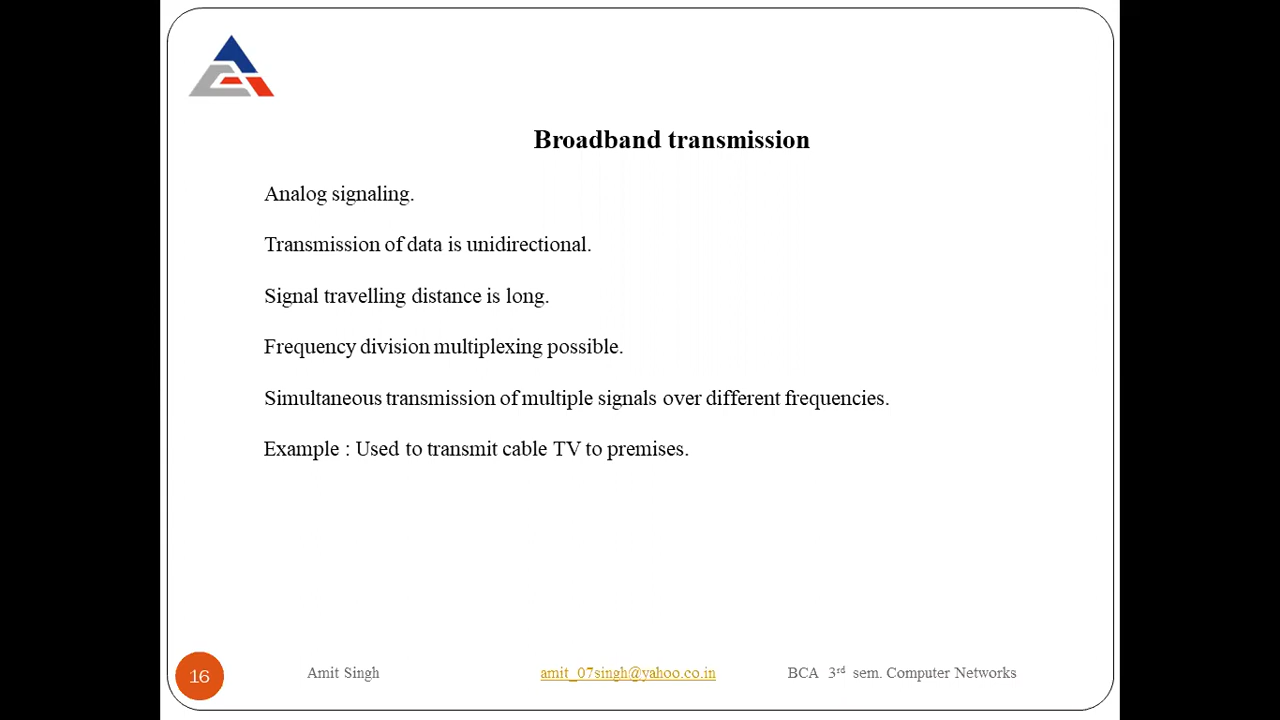 Broadband transmission
Analog signaling.
Transmission of data is unidirectional.
Signal travelling distance is long.
Frequency division multiplexing possible.
Simultaneous transmission of multiple signals over different frequencies.
Example : Used to transmit cable TV to premises.
16 Amit Singh amit_07singh@yahoo.co.in BCA 3rd sem. Computer Networks